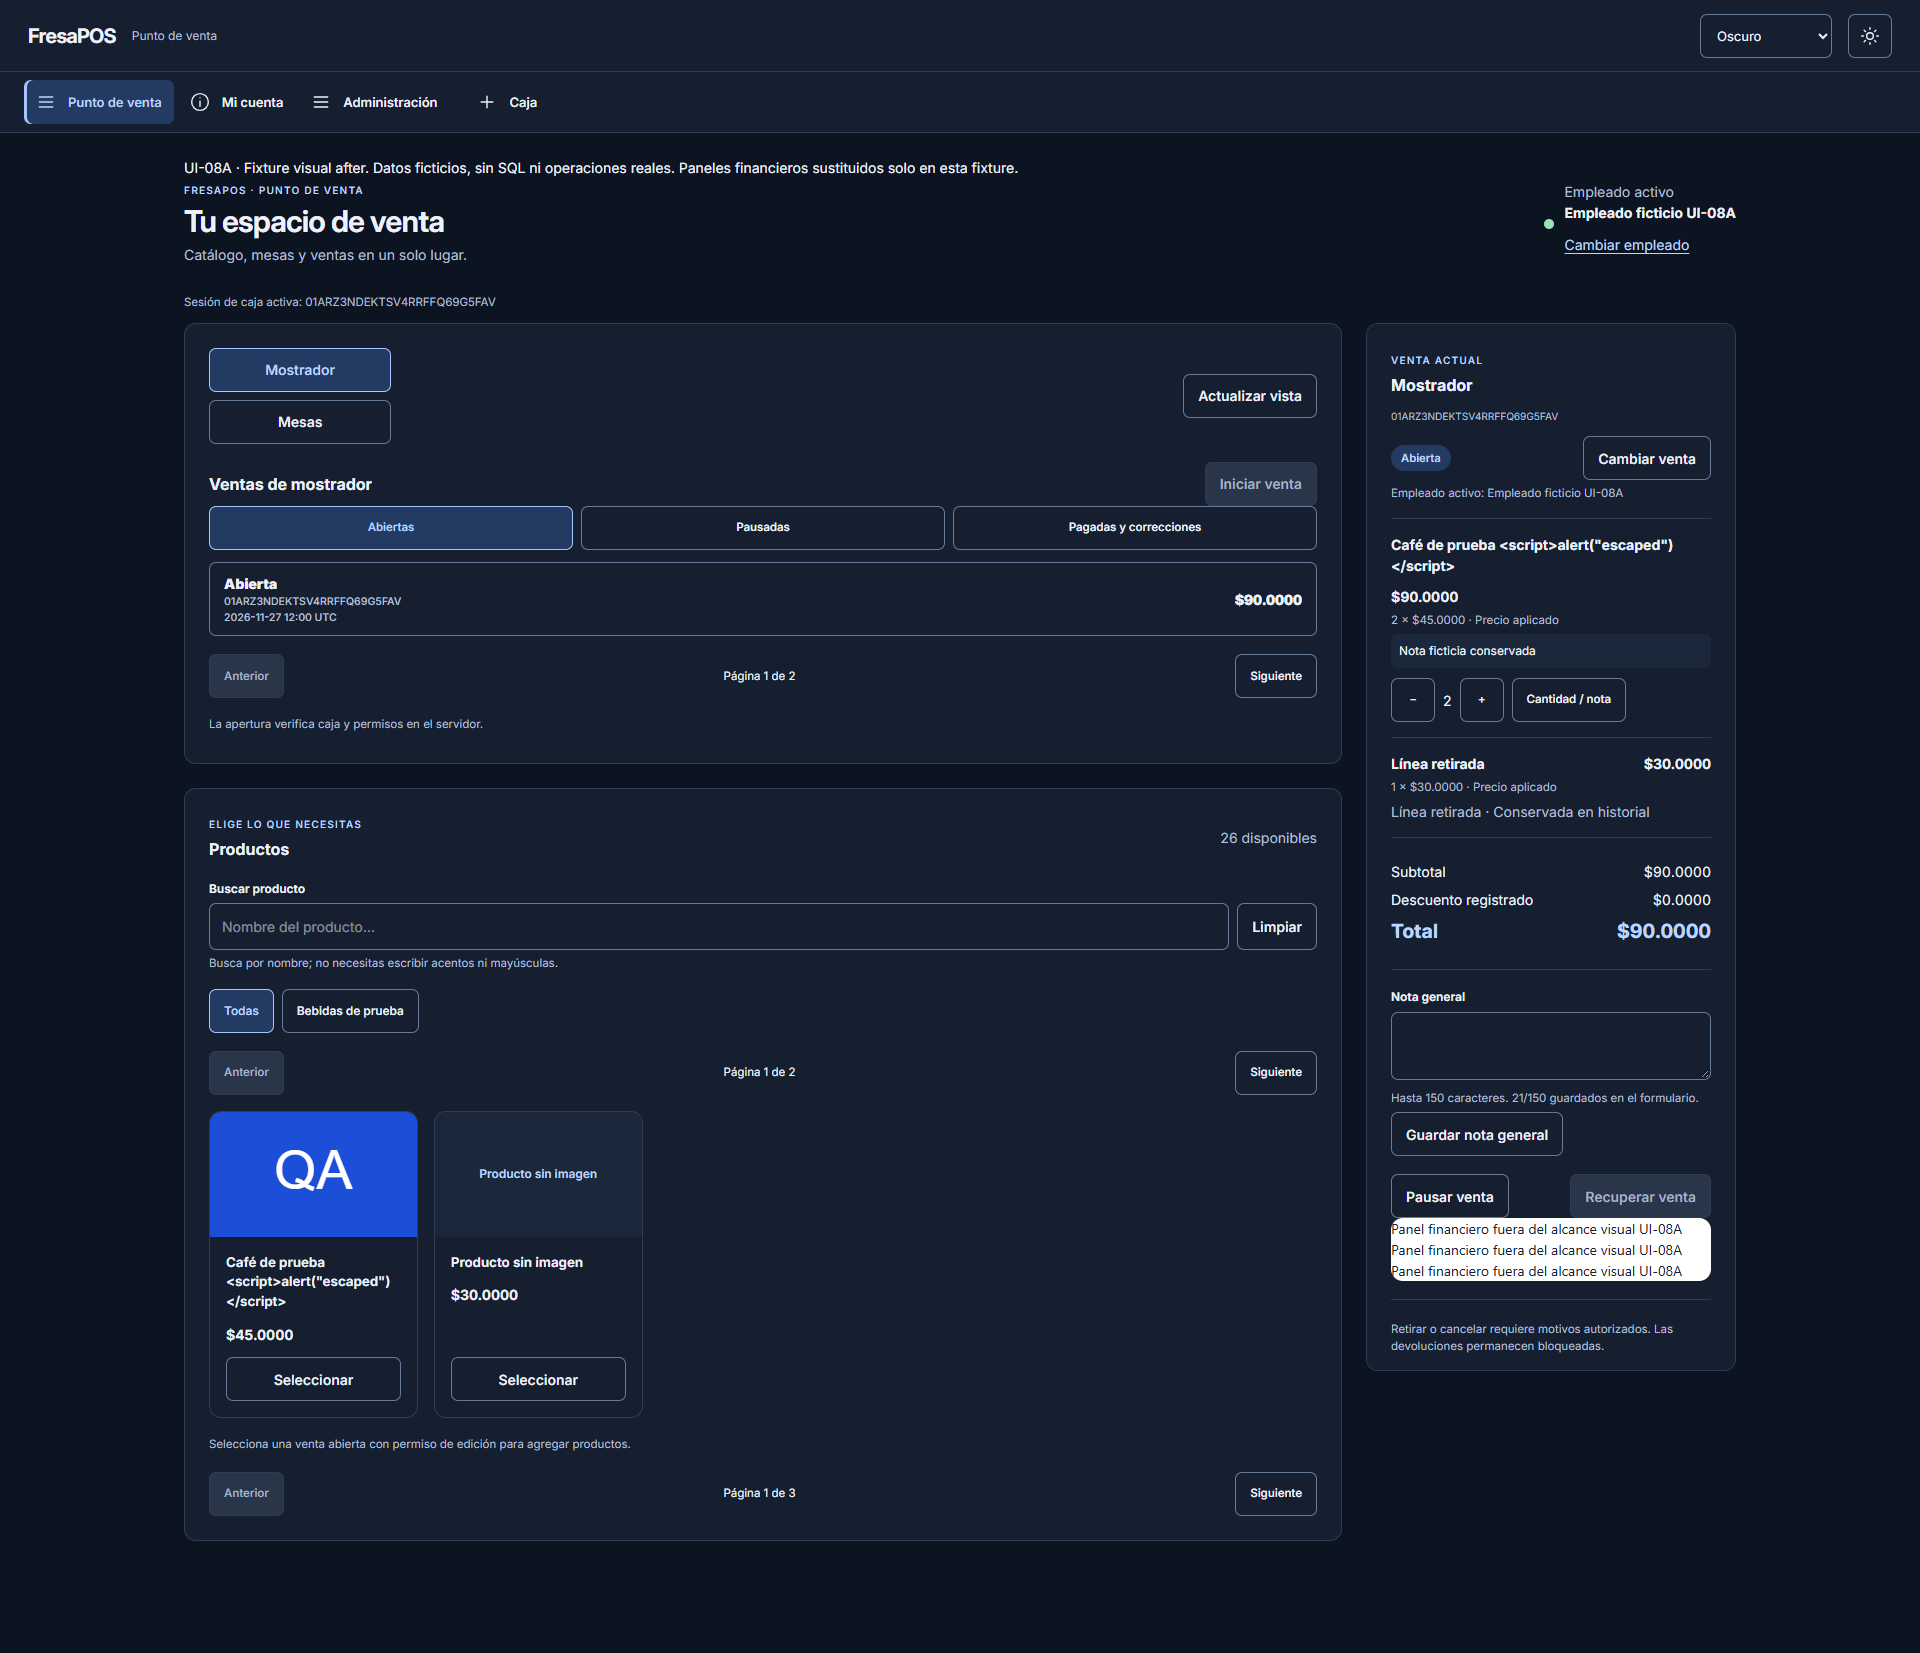 FresaPOS
Punto de venta
Oscuro
Punto de venta
Mi cuenta
Administración
Caja
UI-08A · Fixture visual after. Datos ficticios, sin SQL ni operaciones reales. Paneles financieros sustituidos solo en esta fixture.
FRESAPOS · PUNTO DE VENTA
Tu espacio de venta
Catálogo, mesas y ventas en un solo lugar.
Empleado activo
Empleado ficticio UI-08A
Cambiar empleado
Sesión de caja activa: 01ARZ3NDEKTSV4RRFFQ69G5FAV
Mostrador
Mesas
Actualizar vista
Ventas de mostrador
Iniciar venta
Abiertas
Pausadas
Pagadas y correcciones
Abierta
01ARZ3NDEKTSV4RRFFQ69G5FAV
2026-11-27 12:00 UTC
$90.0000
Anterior
Página 1 de 2
Siguiente
La apertura verifica caja y permisos en el servidor.
ELIGE LO QUE NECESITAS
Productos
26 disponibles
Buscar producto
Nombre del producto...
Limpiar
Busca por nombre; no necesitas escribir acentos ni mayúsculas.
Todas
Bebidas de prueba
Anterior
Página 1 de 2
Siguiente
QA
Café de prueba
<script>alert("escaped")
</script>
$45.0000
Seleccionar
Producto sin imagen
Producto sin imagen
$30.0000
Seleccionar
Selecciona una venta abierta con permiso de edición para agregar productos.
Anterior
Página 1 de 3
Siguiente
VENTA ACTUAL
Mostrador
01ARZ3NDEKTSV4RRFFQ69G5FAV
Abierta
Cambiar venta
Empleado activo: Empleado ficticio UI-08A
Café de prueba <script>alert("escaped")
</script>
$90.0000
2 × $45.0000 · Precio aplicado
Nota ficticia conservada
−
2
+
Cantidad / nota
Línea retirada
$30.0000
1 × $30.0000 · Precio aplicado
Línea retirada · Conservada en historial
Subtotal
$90.0000
Descuento registrado
$0.0000
Total
$90.0000
Nota general
Hasta 150 caracteres. 21/150 guardados en el formulario.
Guardar nota general
Pausar venta
Recuperar venta
Panel financiero fuera del alcance visual UI-08A
Panel financiero fuera del alcance visual UI-08A
Panel financiero fuera del alcance visual UI-08A
Retirar o cancelar requiere motivos autorizados. Las
devoluciones permanecen bloqueadas.